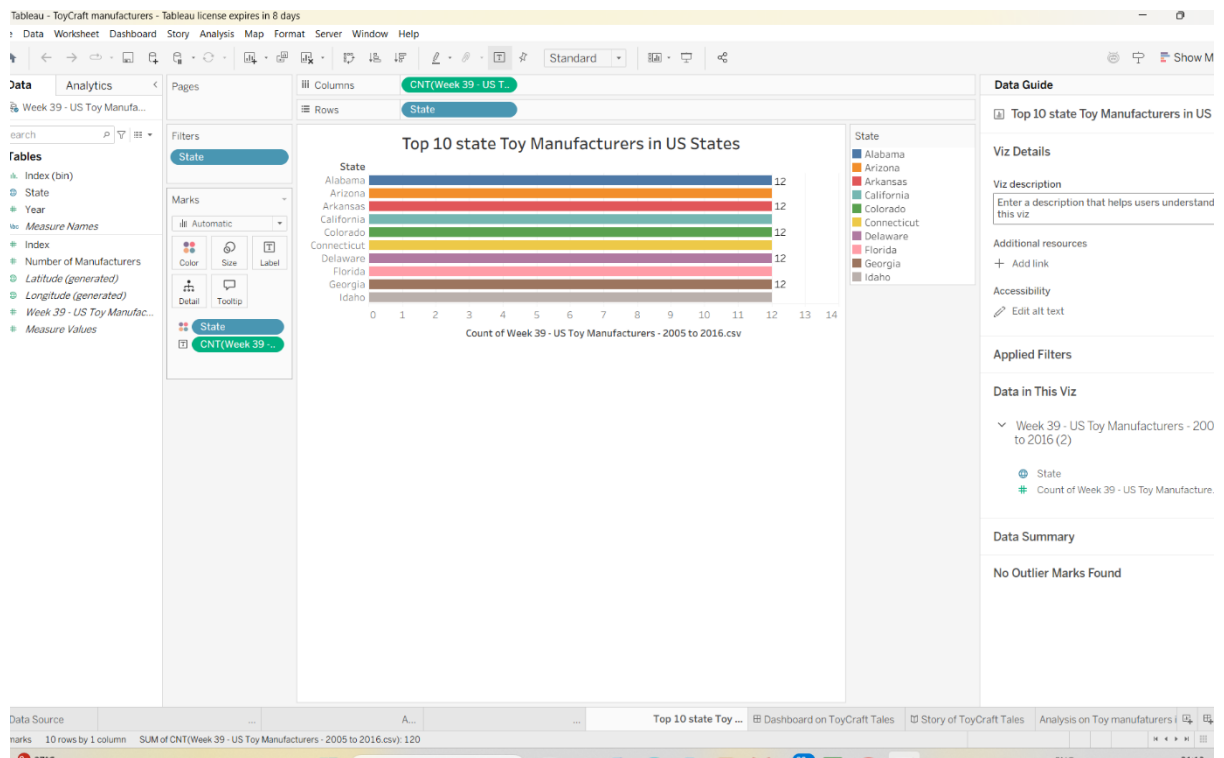 Tableau - ToyCraft manufacturers - Tableau license expires in 8 days
Data Worksheet Dashboard Story Analysis Map Format Server Window Help
Standard
Show M
Data Analytics
Week 39 - US Toy Manufa...
earch
Tables
Index (bin)
State
Year
Abc Measure Names
Index
Number of Manufacturers
Latitude (generated)
Longitude (generated)
Week 39 - US Toy Manufac...
Measure Values
Pages
Filters
State
Marks
Automatic
Color Size Label
Detail Tooltip
State
CNT(Week 39 -..
Columns CNT(Week 39 - US T..
Rows State
Top 10 state Toy Manufacturers in US States
State
Alabama 12
Arizona
Arkansas 12
California
Colorado 12
Connecticut
Delaware 12
Florida
Georgia 12
Idaho
0 1 2 3 4 5 6 7 8 9 10 11 12 13 14
Count of Week 39 - US Toy Manufacturers - 2005 to 2016.csv
State
Alabama
Arizona
Arkansas
California
Colorado
Connecticut
Delaware
Florida
Georgia
Idaho
Data Guide
Top 10 state Toy Manufacturers in US
Viz Details
Viz description
Enter a description that helps users understand
this viz
Additional resources
+ Add link
Accessibility
Edit alt text
Applied Filters
Data in This Viz
Week 39 - US Toy Manufacturers - 200
to 2016 (2)
State
Count of Week 39 - US Toy Manufacture.
Data Summary
No Outlier Marks Found
Data Source ... A... ... Top 10 state Toy ... Dashboard on ToyCraft Tales Story of ToyCraft Tales Analysis on Toy manufaturers i
marks 10 rows by 1 column SUM of CNT(Week 39 - US Toy Manufacturers - 2005 to 2016.csv): 120